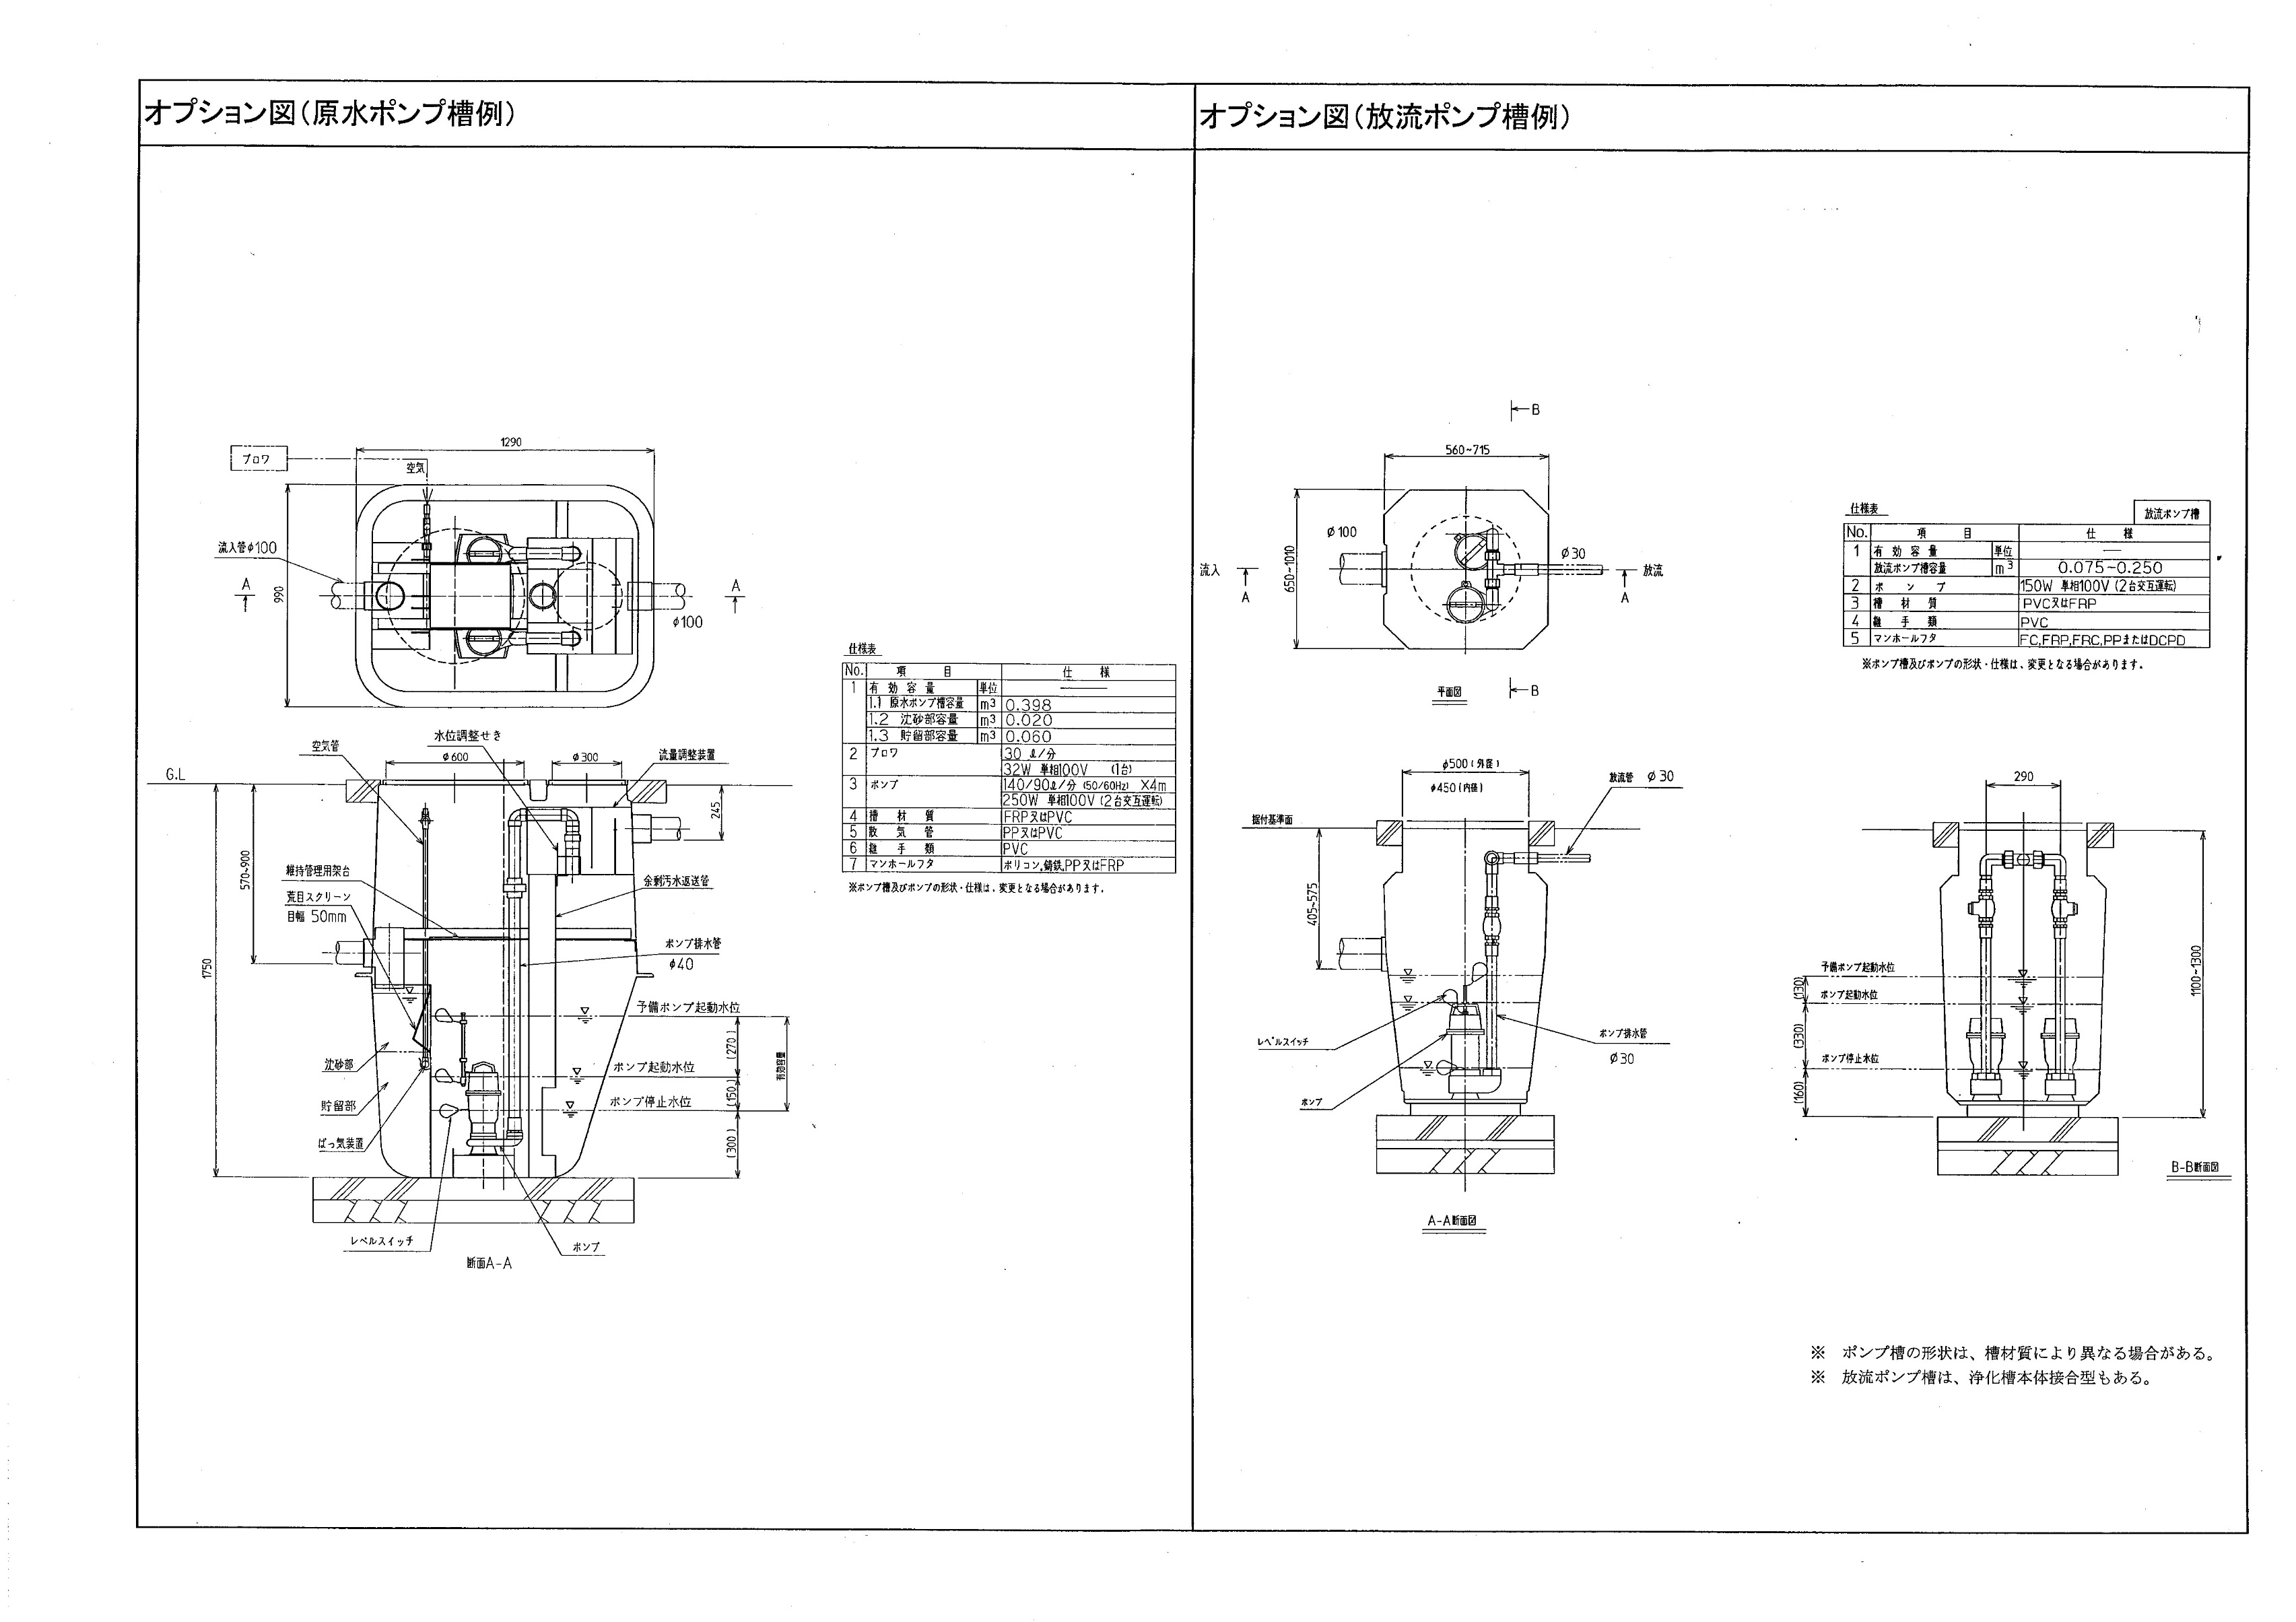 オプション図(原水ポンプ槽例)
ブロワ
空気
1290
990
流入管φ100
A
A
φ100
空気管
水位調整せき
φ600
φ300
流量調整装置
G.L
245
570~900
1750
維持管理用架台
荒目スクリーン
目幅 50mm
余剰汚水返送管
ポンプ排水管
φ40
予備ポンプ起動水位
(270)
有効容量
ポンプ起動水位
(150)
ポンプ停止水位
(300)
沈砂部
貯留部
ばっ気装置
レベルスイッチ
ポンプ
断面A-A
仕様表
No. 項目 仕様
1 有効容量 単位 ―
1.1 原水ポンプ槽容量 m³ 0.398
1.2 沈砂部容量 m³ 0.020
1.3 貯留部容量 m³ 0.060
2 ブロワ 30 ℓ/分
32W 単相100V (1台)
3 ポンプ 140/90ℓ/分 (50/60Hz) X4m
250W 単相100V (2台交互運転)
4 槽材質 FRP又はPVC
5 散気管 PP又はPVC
6 継手類 PVC
7 マンホールフタ ポリコン,鋳鉄,PP又はFRP
※ポンプ槽及びポンプの形状・仕様は、変更となる場合があります。
オプション図(放流ポンプ槽例)
B
560~715
650~1010
φ100
φ30
流入
A
A
放流
平面図
B
φ500(外径)
φ450(内径)
放流管 φ30
据付基準面
405~575
レベルスイッチ
ポンプ
ポンプ排水管
φ30
A-A断面図
290
予備ポンプ起動水位
(130)
ポンプ起動水位
(330)
ポンプ停止水位
(160)
1100~1300
B-B断面図
仕様表
放流ポンプ槽
No. 項目 仕様
1 有効容量 単位 ―
放流ポンプ槽容量 m³ 0.075~0.250
2 ポンプ 150W 単相100V (2台交互運転)
3 槽材質 PVC又はFRP
4 継手類 PVC
5 マンホールフタ FC,FRP,FRC,PPまたはDCPD
※ポンプ槽及びポンプの形状・仕様は、変更となる場合があります。
※ ポンプ槽の形状は、槽材質により異なる場合がある。
※ 放流ポンプ槽は、浄化槽本体接合型もある。